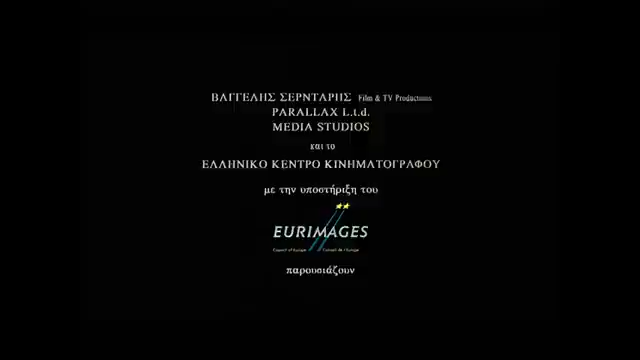 ΒΑΓΓΕΛΗΣ ΣΕΡΝΤΑΡΗΣ Film & TV Productions
PARALLAX L.t.d.
MEDIA STUDIOS
και το
ΕΛΛΗΝΙΚΟ ΚΕΝΤΡΟ ΚΙΝΗΜΑΤΟΓΡΑΦΟΥ
με την υποστήριξη του
EURIMAGES
Council of Europe Conseil de l'Europe
παρουσιάζουν